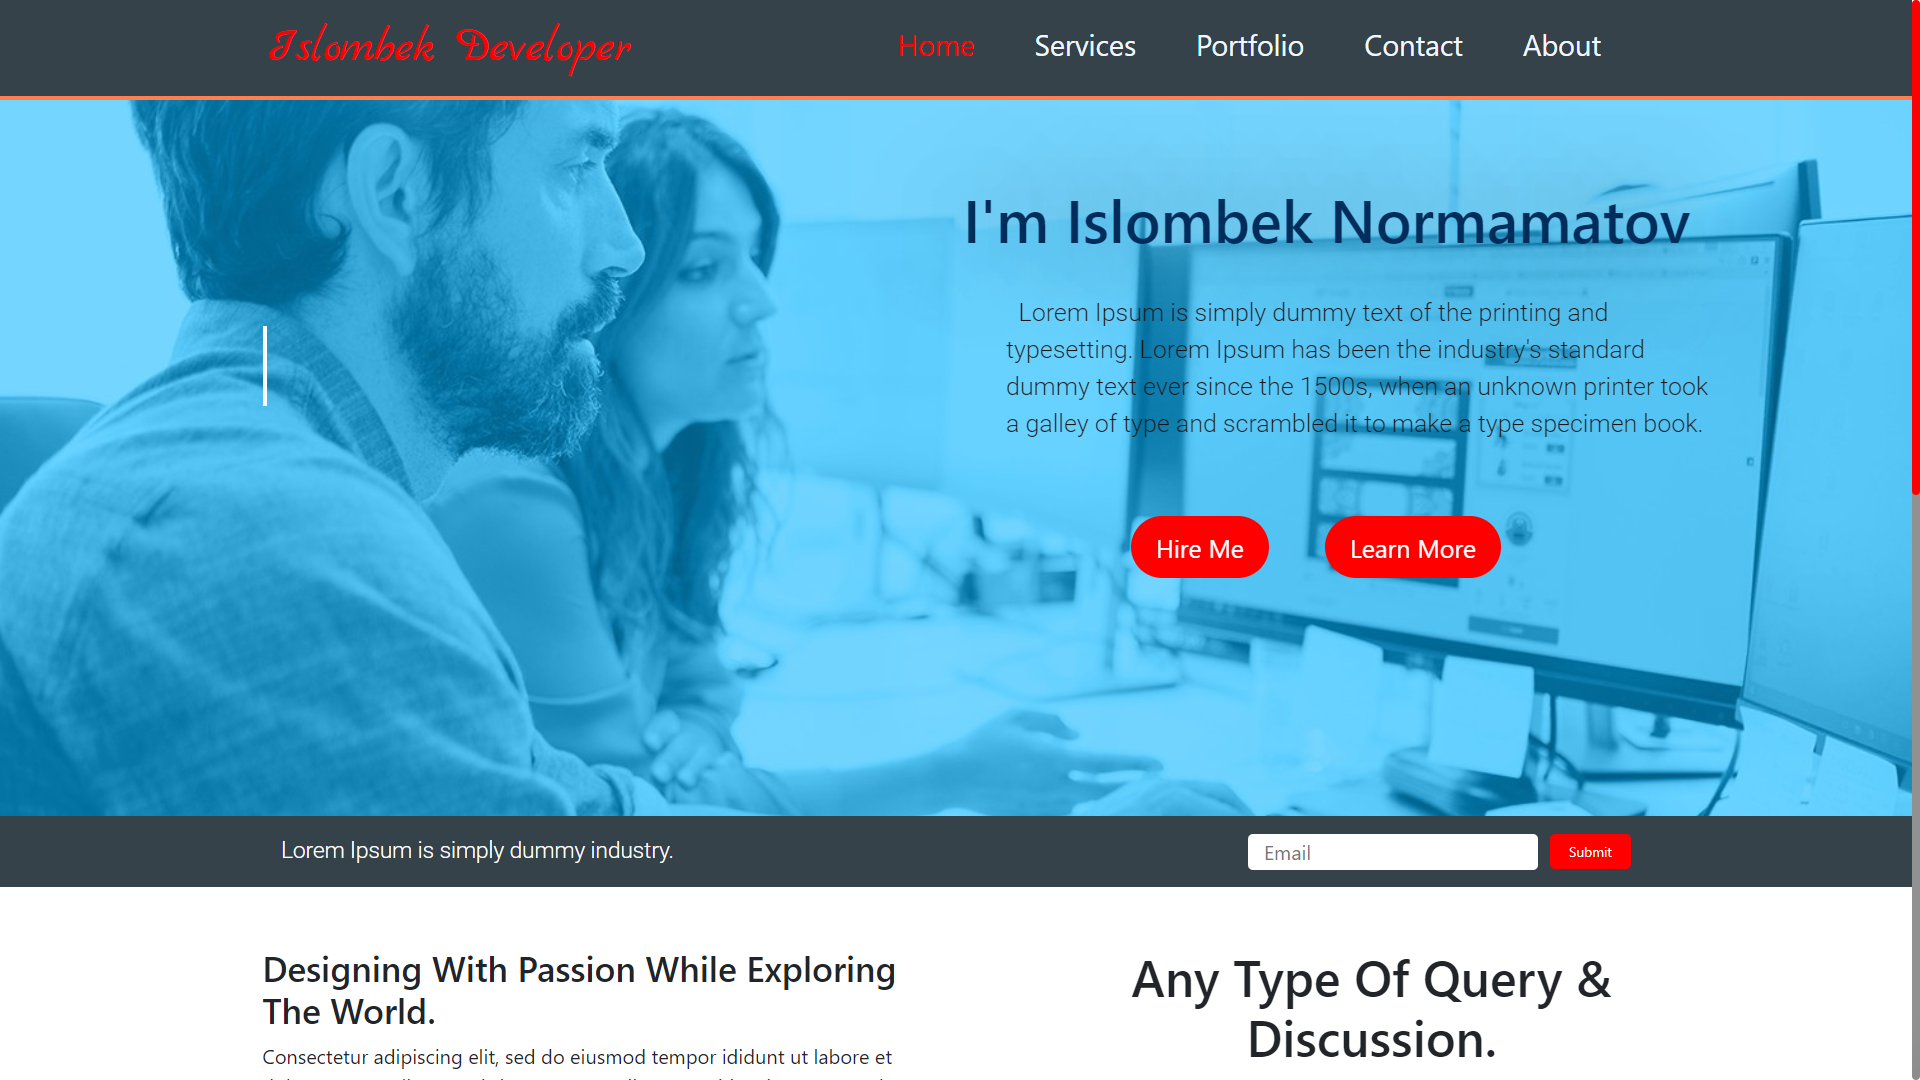 Islombek Developer
Home Services Portfolio Contact About
I'm Islombek Normamatov
Lorem Ipsum is simply dummy text of the printing and
typesetting. Lorem Ipsum has been the industry's standard
dummy text ever since the 1500s, when an unknown printer took
a galley of type and scrambled it to make a type specimen book.
Hire Me Learn More
Lorem Ipsum is simply dummy industry.
Email Submit
Designing With Passion While Exploring
The World.
Consectetur adipiscing elit, sed do eiusmod tempor ididunt ut labore et
Any Type Of Query &
Discussion.